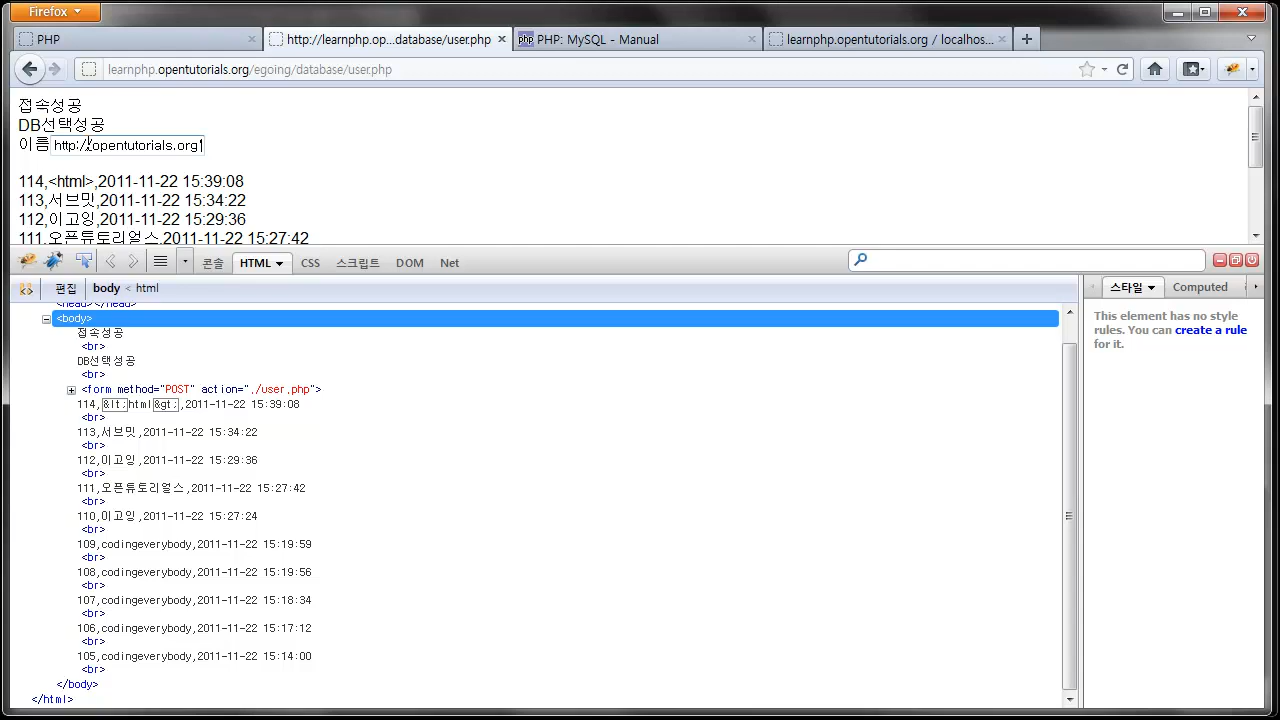 Firefox
PHP
http://learnphp.op...database/user.php
PHP: MySQL - Manual
learnphp.opentutorials.org / localhos...
learnphp.opentutorials.org/egoing/database/user.php
접속성공
DB선택성공
이름 http://opentutorials.org
114,<html>,2011-11-22 15:39:08
113,서브밋,2011-11-22 15:34:22
112,이고잉,2011-11-22 15:29:36
111,오픈튜토리얼스,2011-11-22 15:27:42
콘솔 HTML CSS 스크립트 DOM Net
편집 body < html
스타일 Computed
<head></head>
<body>
접속성공
<br>
DB선택성공
<br>
<form method="POST" action="./user.php">
114,&lt;html&gt;,2011-11-22 15:39:08
<br>
113,서브밋,2011-11-22 15:34:22
<br>
112,이고잉,2011-11-22 15:29:36
<br>
111,오픈튜토리얼스,2011-11-22 15:27:42
<br>
110,이고잉,2011-11-22 15:27:24
<br>
109,codingeverybody,2011-11-22 15:19:59
<br>
108,codingeverybody,2011-11-22 15:19:56
<br>
107,codingeverybody,2011-11-22 15:18:34
<br>
106,codingeverybody,2011-11-22 15:17:12
<br>
105,codingeverybody,2011-11-22 15:14:00
<br>
</body>
</html>
This element has no style
rules. You can create a rule
for it.